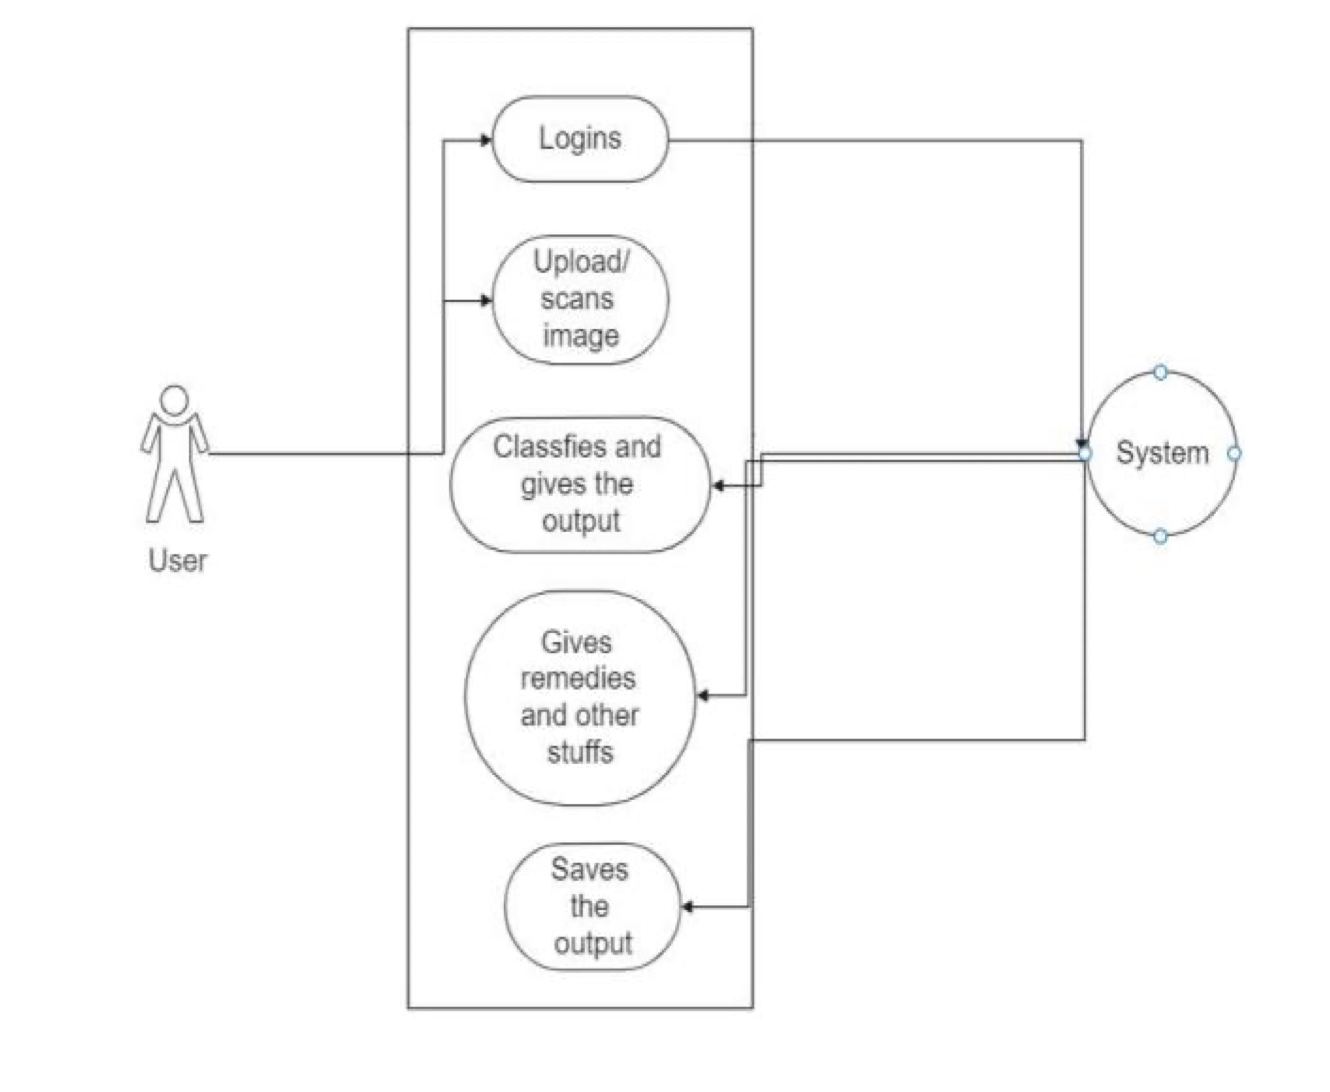 Logins
Upload/
scans
image
Classfies and
gives the
output
Gives
remedies
and other
stuffs
Saves
the
output
User
System